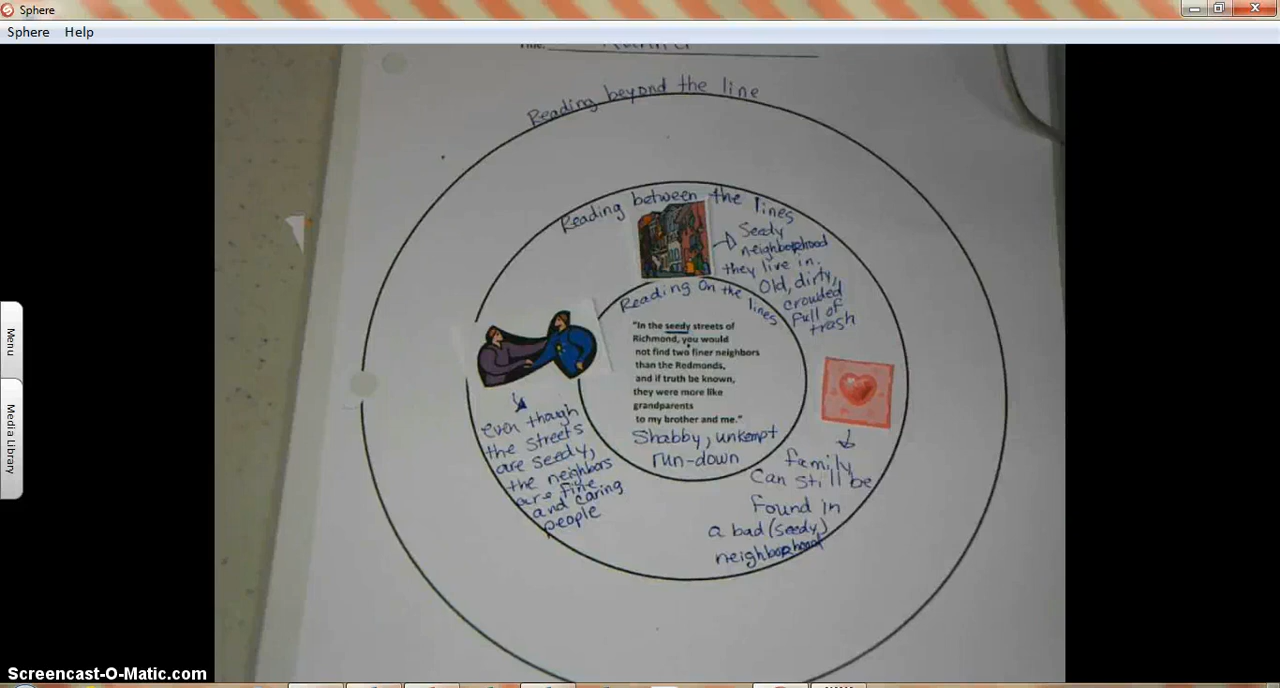 Sphere
Sphere Help
Title:
Reading beyond the line
Reading between the lines
Seedy
neighborhood
they live in.
Old, dirty,
crowded
full of
trash
Reading On the
lines
"In the seedy streets of
Richmond, you would
not find two finer neighbors
than the Redmonds,
and if truth be known,
they were more like
grandparents
to my brother and me."
Shabby, unkempt
run-down
even though
the streets
are seedy,
the neighbors
are fine
and caring
people
family
Can still be
found in
a bad (seedy)
neighborhood
Menu
Media Library
Screencast-O-Matic.com